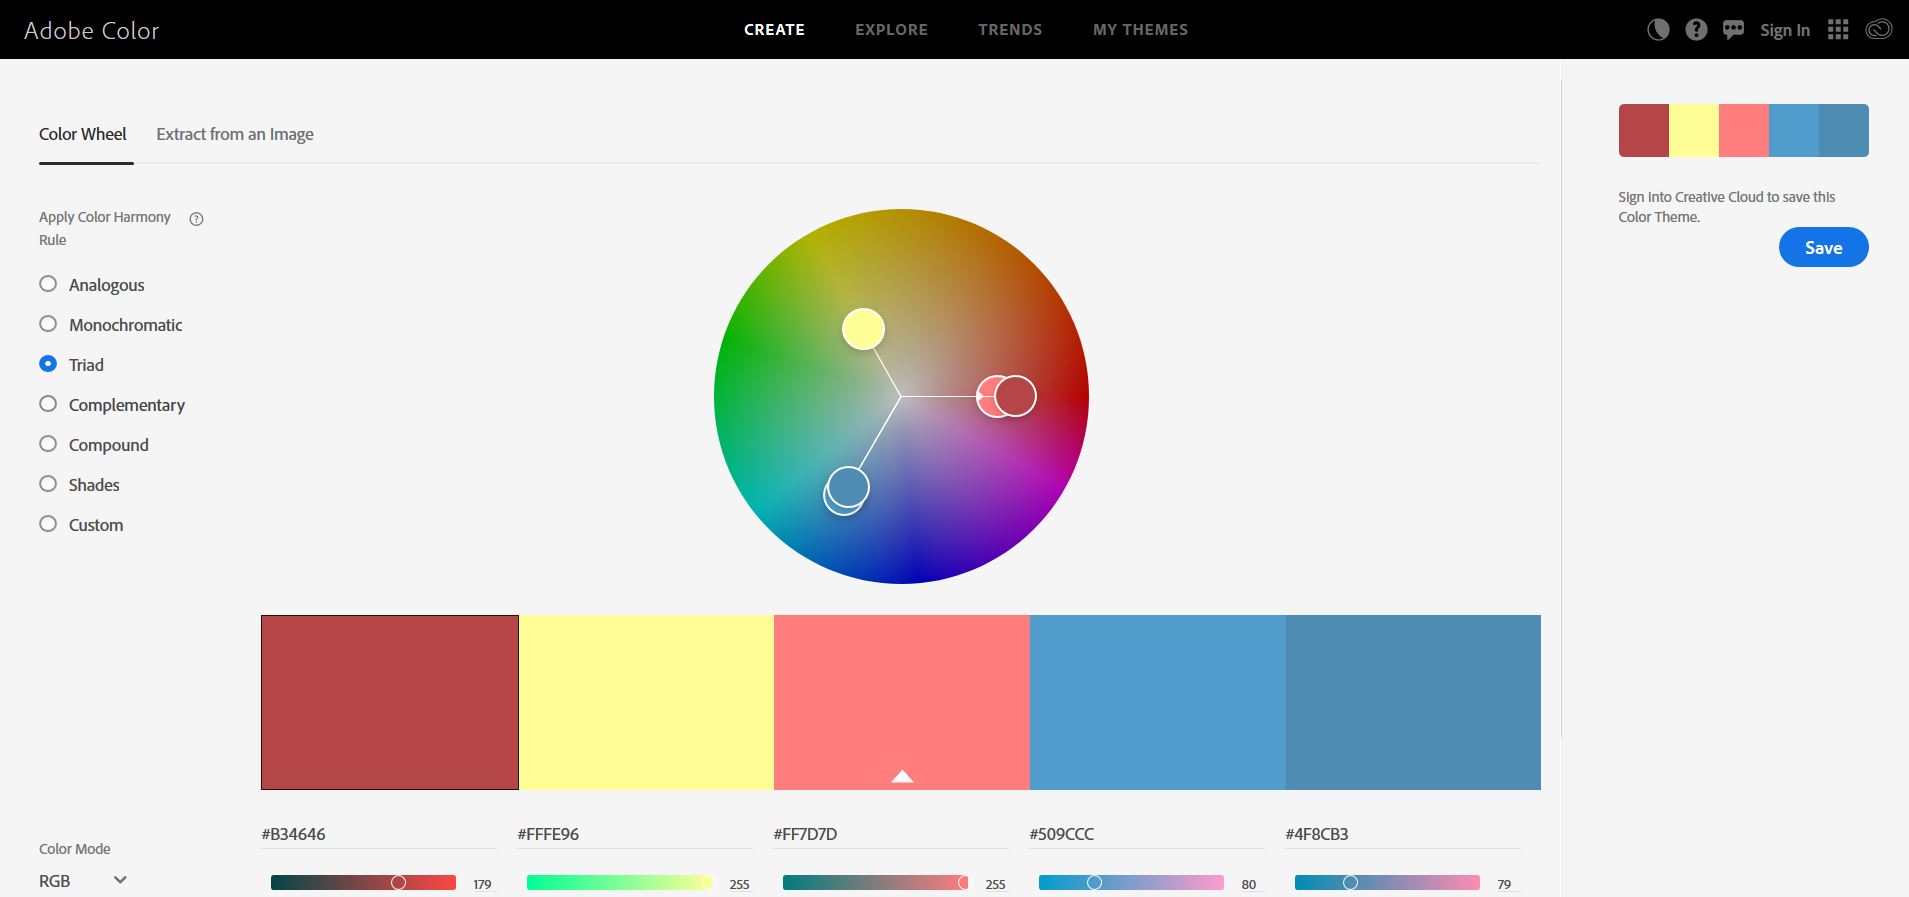 Adobe Color
CREATE EXPLORE TRENDS MY THEMES
Sign In
Color Wheel Extract from an Image
Apply Color Harmony
Rule
Analogous
Monochromatic
Triad
Complementary
Compound
Shades
Custom
Sign into Creative Cloud to save this
Color Theme.
Save
#B34646 #FFFE96 #FF7D7D #509CCC #4F8CB3
Color Mode
RGB
179 255 255 80 79